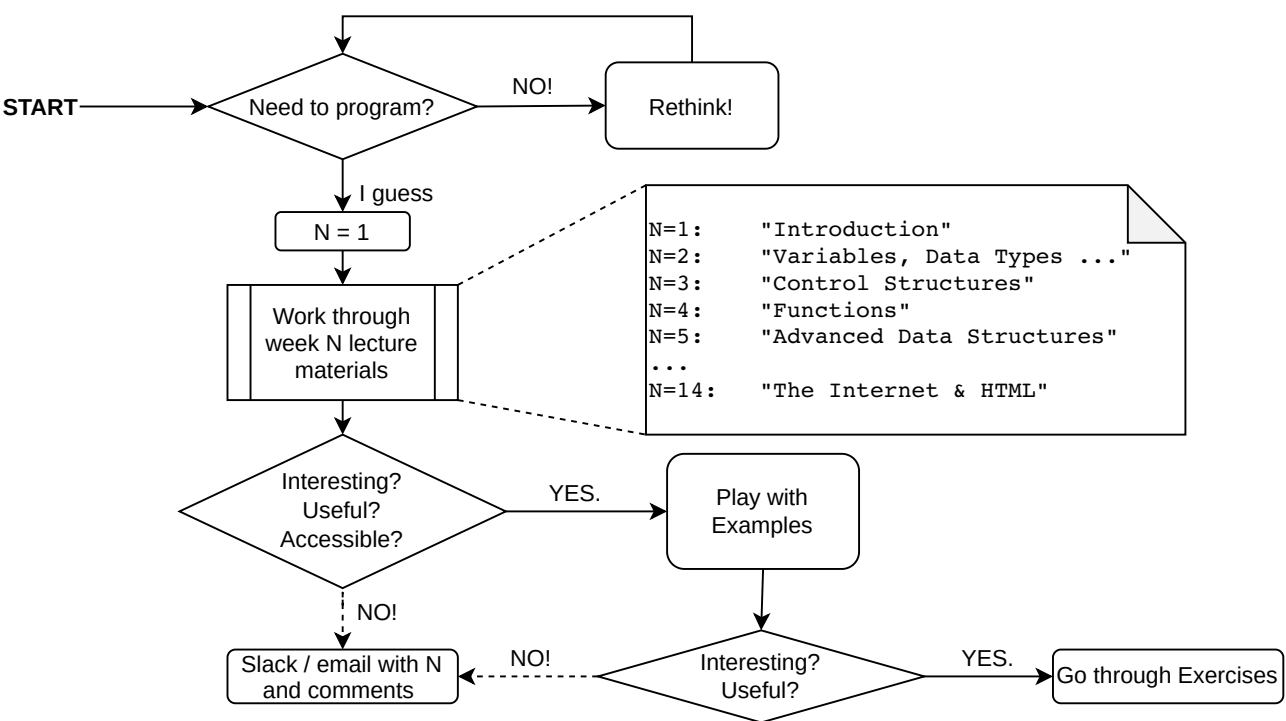 START
Need to program?
NO!
Rethink!
I guess
N = 1
Work through
week N lecture
materials
N=1: "Introduction"
N=2: "Variables, Data Types ..."
N=3: "Control Structures"
N=4: "Functions"
N=5: "Advanced Data Structures"
...
N=14: "The Internet & HTML"
Interesting?
Useful?
Accessible?
YES.
Play with
Examples
NO!
Slack / email with N
and comments
NO!
Interesting?
Useful?
YES.
Go through Exercises